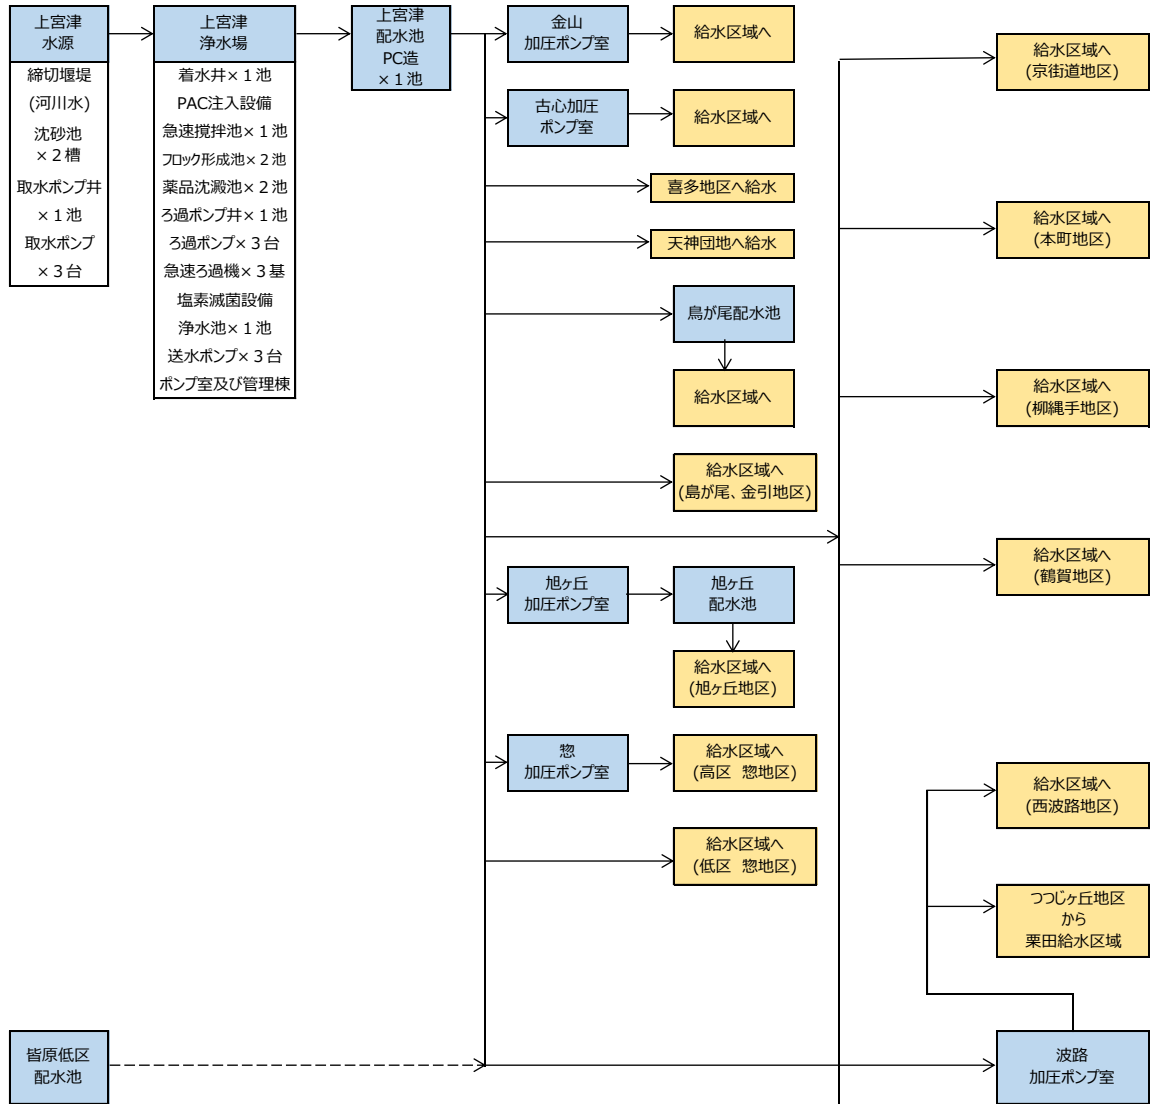 上宮津
水源
締切堰堤
(河川水)
沈砂池
×２槽
取水ポンプ井
×１池
取水ポンプ
×３台
上宮津
浄水場
着水井×１池
PAC注入設備
急速撹拌池×１池
フロック形成池×２池
薬品沈澱池×２池
ろ過ポンプ井×１池
ろ過ポンプ×３台
急速ろ過機×３基
塩素滅菌設備
浄水池×１池
送水ポンプ×３台
ポンプ室及び管理棟
上宮津
配水池
PC造
×１池
金山
加圧ポンプ室
給水区域へ
古心加圧
ポンプ室
給水区域へ
喜多地区へ給水
天神団地へ給水
鳥が尾配水池
給水区域へ
給水区域へ
(島が尾、金引地区)
旭ヶ丘
加圧ポンプ室
旭ヶ丘
配水池
給水区域へ
(旭ヶ丘地区)
惣
加圧ポンプ室
給水区域へ
(高区 惣地区)
給水区域へ
(低区 惣地区)
給水区域へ
(京街道地区)
給水区域へ
(本町地区)
給水区域へ
(柳縄手地区)
給水区域へ
(鶴賀地区)
給水区域へ
(西波路地区)
つつじヶ丘地区
から
栗田給水区域
皆原低区
配水池
波路
加圧ポンプ室